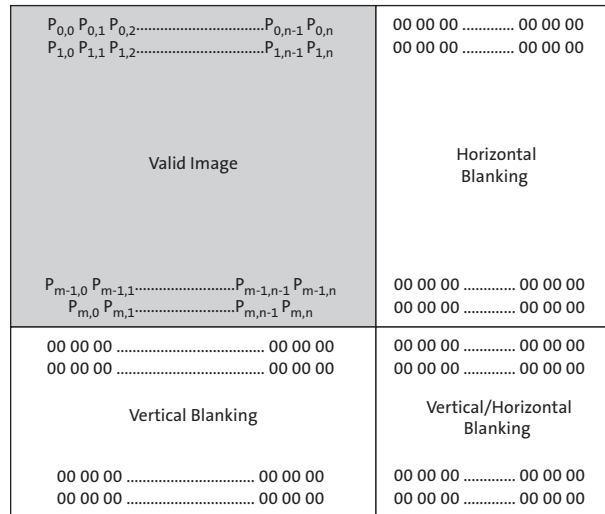 P0,0 P0,1 P0,2.....................................P0,n-1 P0,n
P1,0 P1,1 P1,2.....................................P1,n-1 P1,n
Valid Image
Pm-1,0 Pm-1,1.............................Pm-1,n-1 Pm-1,n
Pm,0 Pm,1.............................Pm,n-1 Pm,n
00 00 00 ............ 00 00 00
00 00 00 ............ 00 00 00
Horizontal
Blanking
00 00 00 ............ 00 00 00
00 00 00 ............ 00 00 00
00 00 00 ................................... 00 00 00
00 00 00 ................................... 00 00 00
Vertical Blanking
00 00 00 ............................... 00 00 00
00 00 00 ............................... 00 00 00
00 00 00 ............ 00 00 00
00 00 00 ............ 00 00 00
Vertical/Horizontal
Blanking
00 00 00 ............ 00 00 00
00 00 00 ............ 00 00 00